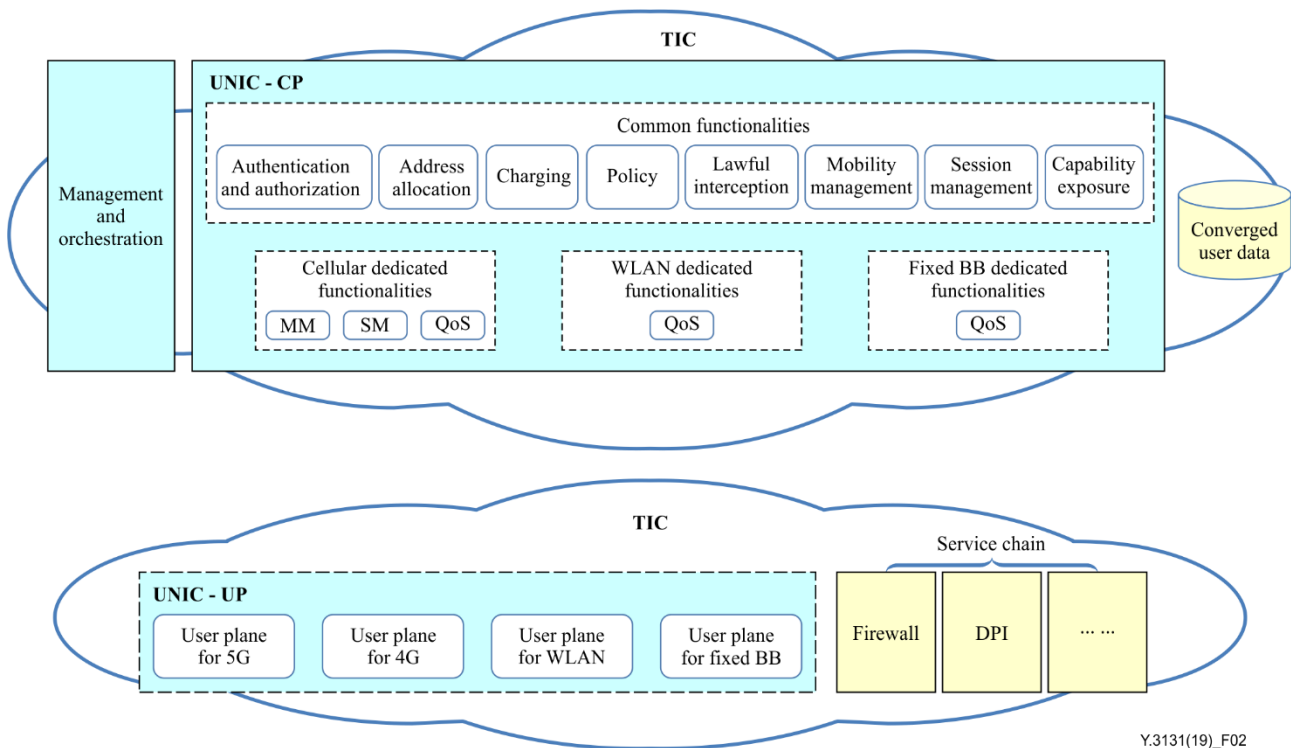 TIC
UNIC - CP
Common functionalities
Authentication
and authorization
Address
allocation
Charging
Policy
Lawful
interception
Mobility
management
Session
management
Capability
exposure
Management
and
orchestration
Converged
user data
Cellular dedicated
functionalities
MM
SM
QoS
WLAN dedicated
functionalities
QoS
Fixed BB dedicated
functionalities
QoS
TIC
Service chain
UNIC - UP
User plane
for 5G
User plane
for 4G
User plane
for WLAN
User plane
for fixed BB
Firewall
DPI
... ...
Y.3131(19)_F02